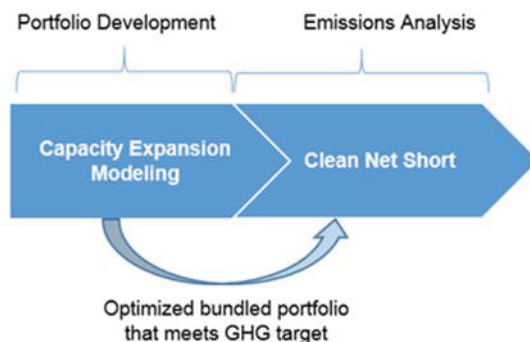 Portfolio Development
Emissions Analysis
Capacity Expansion
Modeling
Clean Net Short
Optimized bundled portfolio
that meets GHG target